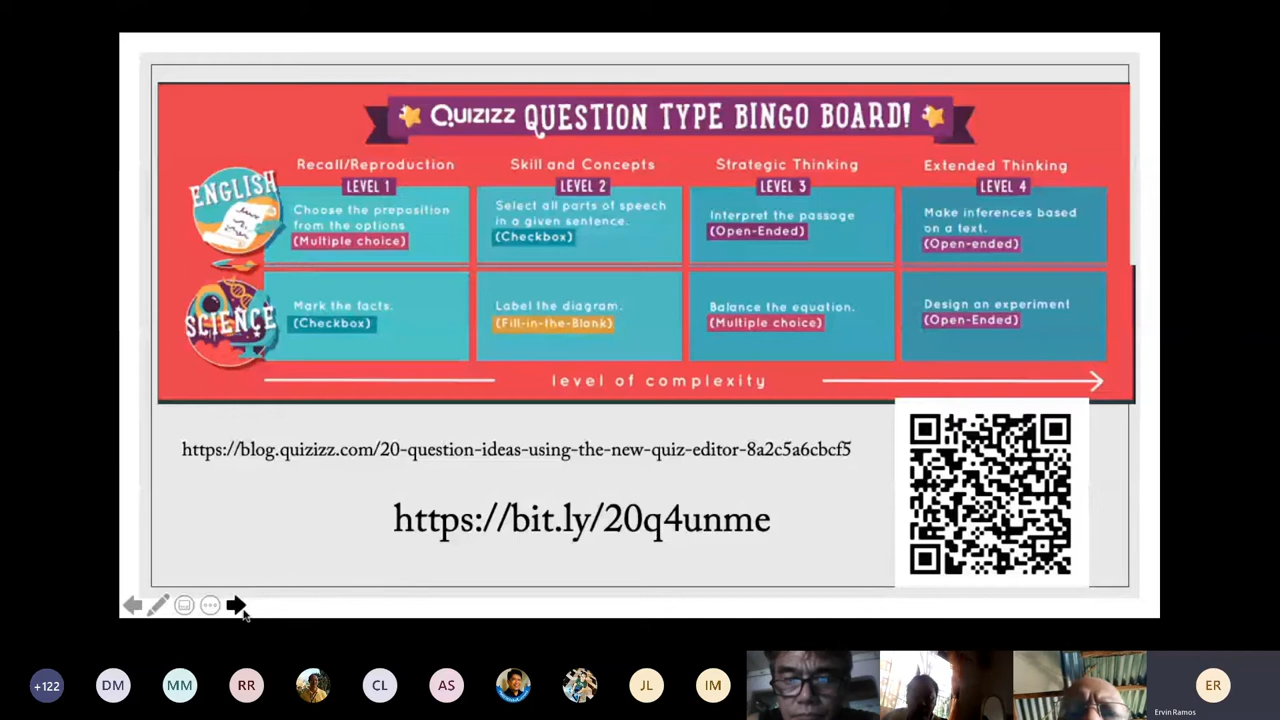 Quizizz QUESTION TYPE BINGO BOARD!
Recall/Reproduction
Skill and Concepts
Strategic Thinking
Extended Thinking
LEVEL 1
LEVEL 2
LEVEL 3
LEVEL 4
ENGLISH
Choose the preposition
from the options
(Multiple choice)
Select all parts of speech
in a given sentence.
(Checkbox)
Interpret the passage
(Open-Ended)
Make inferences based
on a text.
(Open-ended)
SCIENCE
Mark the facts.
(Checkbox)
Label the diagram.
(Fill-in-the-Blank)
Balance the equation.
(Multiple choice)
Design an experiment
(Open-Ended)
level of complexity
https://blog.quizizz.com/20-question-ideas-using-the-new-quiz-editor-8a2c5a6cbcf5
https://bit.ly/20q4unme
+122
DM
MM
RR
CL
AS
JL
IM
ER
Ervin Ramos